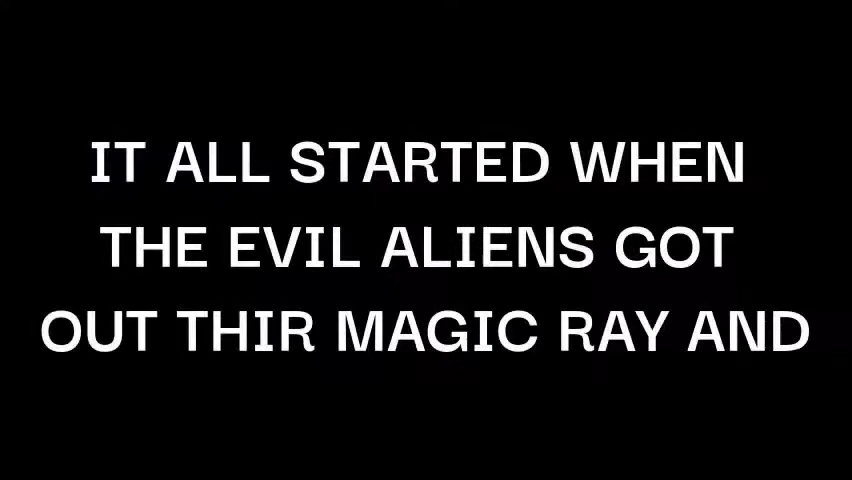 IT ALL STARTED WHEN
THE EVIL ALIENS GOT
OUT THIR MAGIC RAY AND